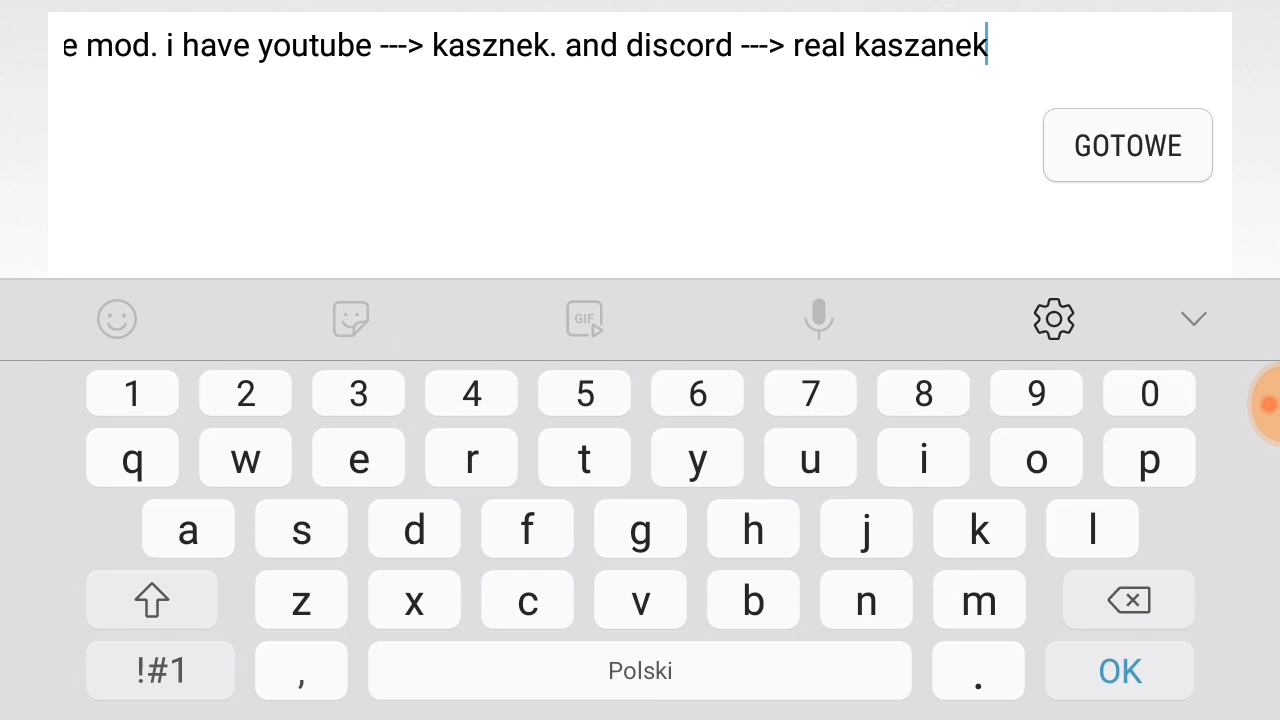 e mod. i have youtube ---> kasznek. and discord ---> real kaszanek
GOTOWE
GIF
1 2 3 4 5 6 7 8 9 0
q w e r t y u i o p
a s d f g h j k l
z x c v b n m
!#1 , Polski . OK